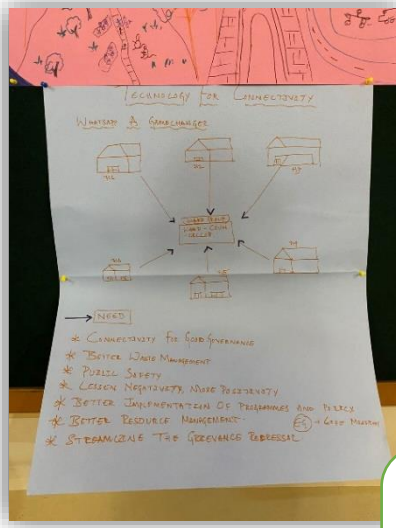 TECHNOLOGY FOR CONNECTIVITY
WHATSAPP A GAMECHANGER
NEED
* CONNECTIVITY FOR GOOD GOVERNANCE
* BETTER WASTE MANAGEMENT
* PUBLIC SAFETY
* LESSEN NEGATIVITY, MORE POSITIVITY
* BETTER IMPLEMENTATION OF PROGRAMMES AND POLICY
* BETTER RESOURCE MANAGEMENT
* STREAMLINE THE GRIEVANCE REDRESSAL